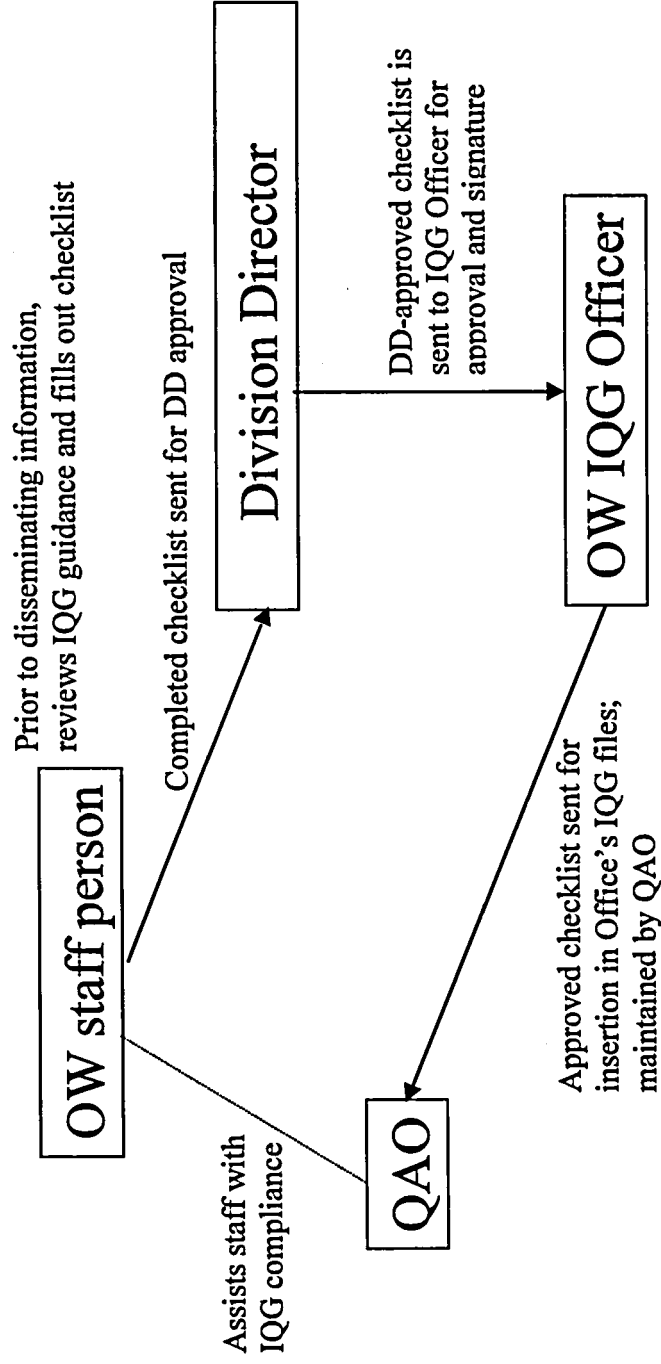 Prior to disseminating information,
reviews IQG guidance and fills out checklist
OW staff person
Completed checklist sent for DD approval
Division Director
Assists staff with
IQG compliance
DD-approved checklist is
sent to IQG Officer for
approval and signature
QAO
OW IQG Officer
Approved checklist sent for
insertion in Office's IQG files;
maintained by QAO